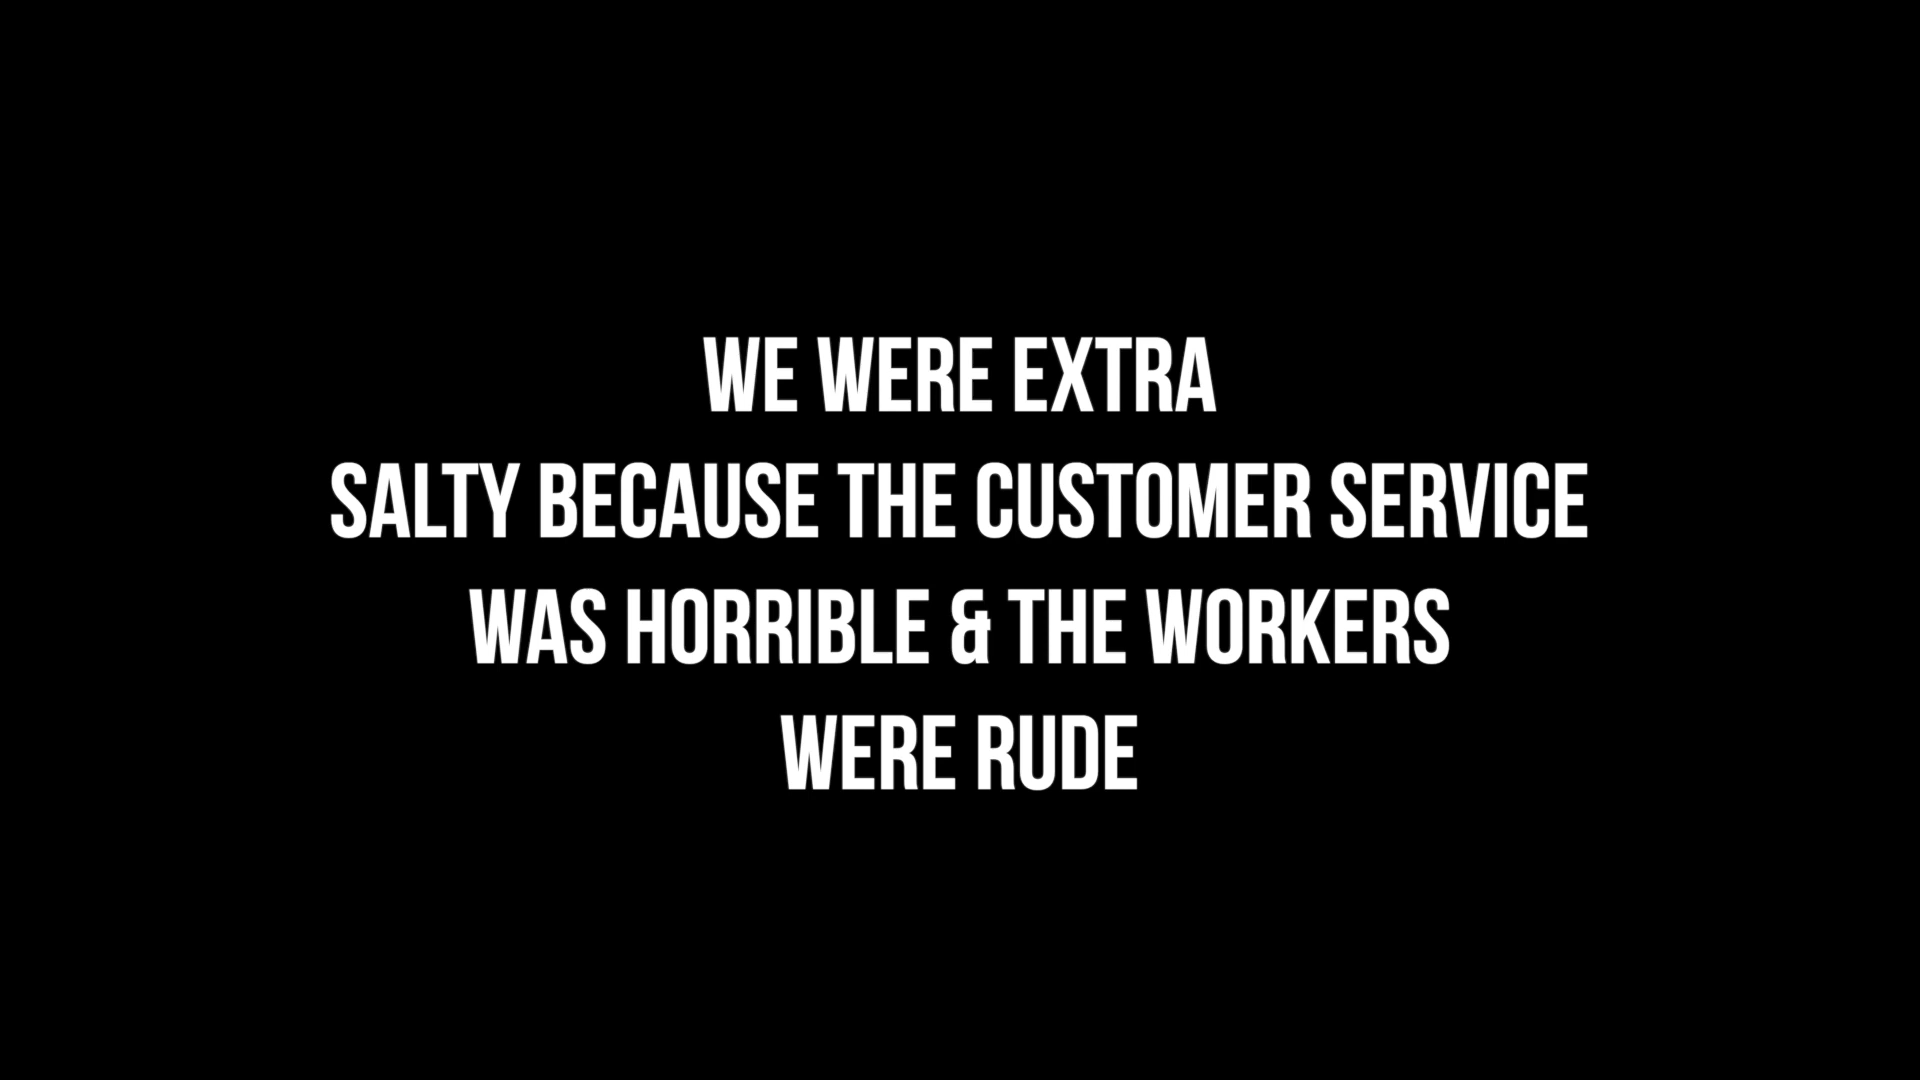 WE WERE EXTRA
SALTY BECAUSE THE CUSTOMER SERVICE
WAS HORRIBLE & THE WORKERS
WERE RUDE